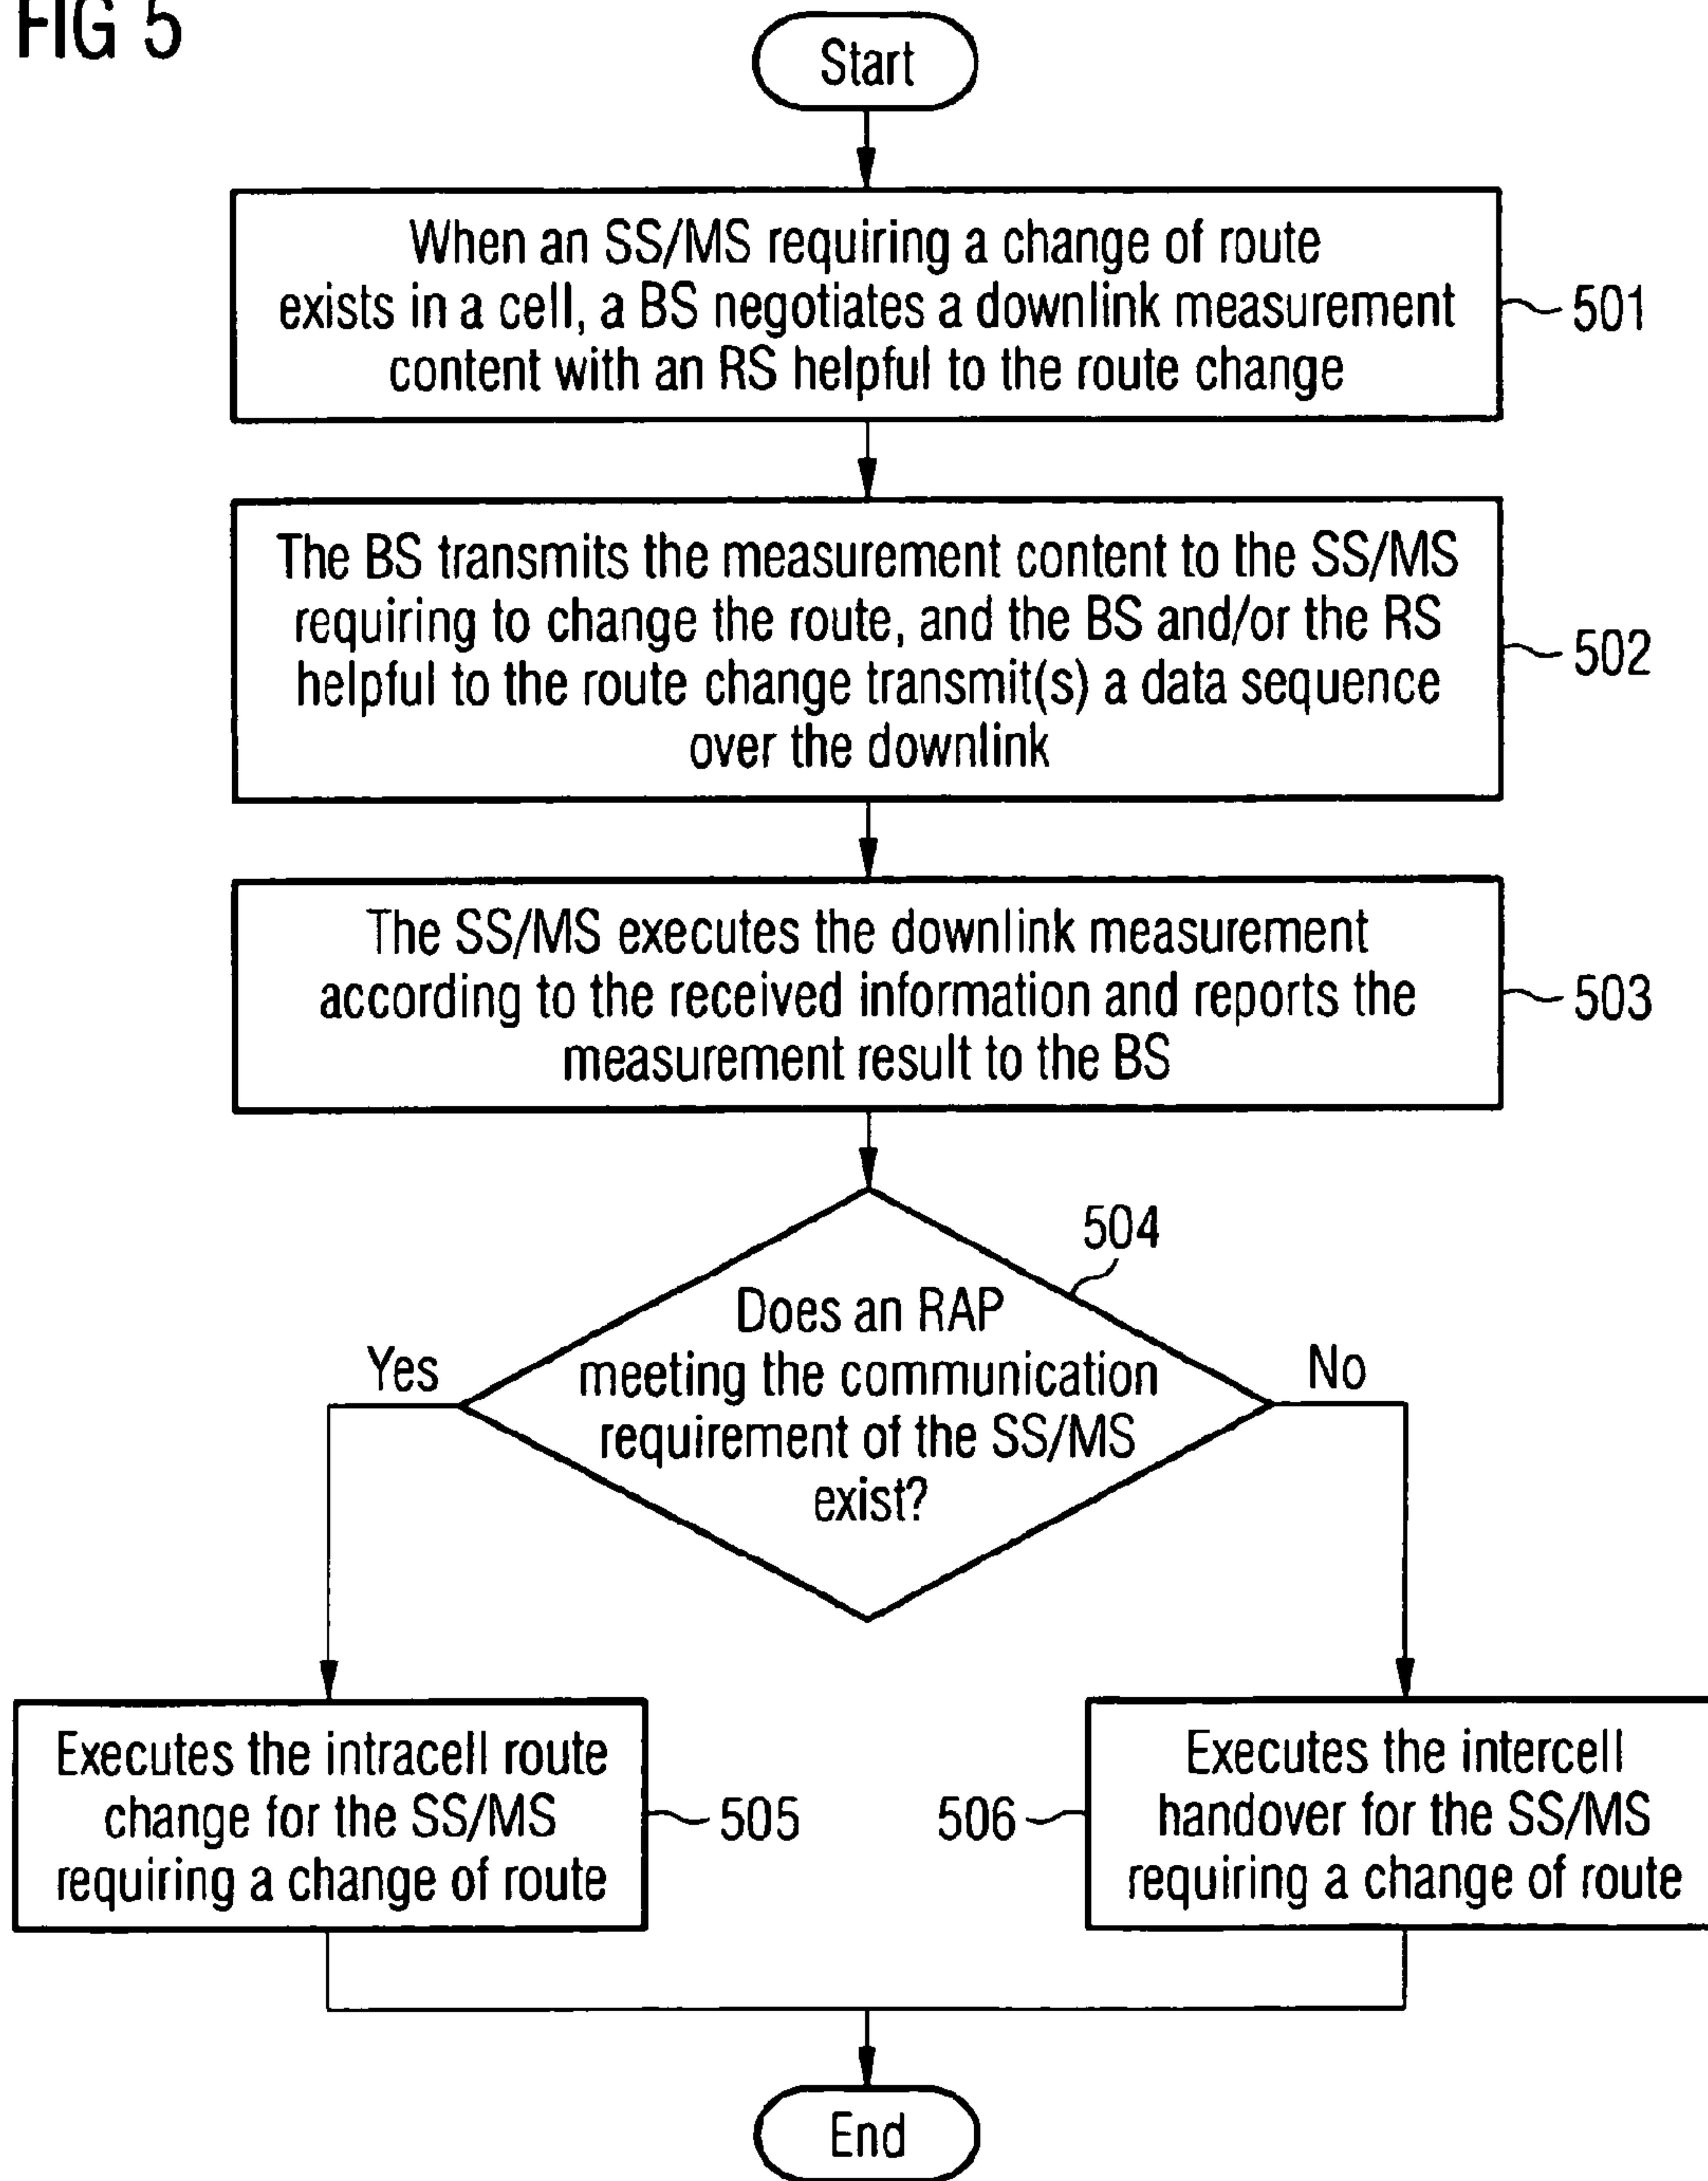 FIG 5
Start
When an SS/MS requiring a change of route
exists in a cell, a BS negotiates a downlink measurement
content with an RS helpful to the route change
501
The BS transmits the measurement content to the SS/MS
requiring to change the route, and the BS and/or the RS
helpful to the route change transmit(s) a data sequence
over the downlink
502
The SS/MS executes the downlink measurement
according to the received information and reports the
measurement result to the BS
503
504
Does an RAP
meeting the communication
requirement of the SS/MS
exist?
Yes
No
Executes the intracell route
change for the SS/MS
requiring a change of route
505
506
Executes the intercell
handover for the SS/MS
requiring a change of route
End